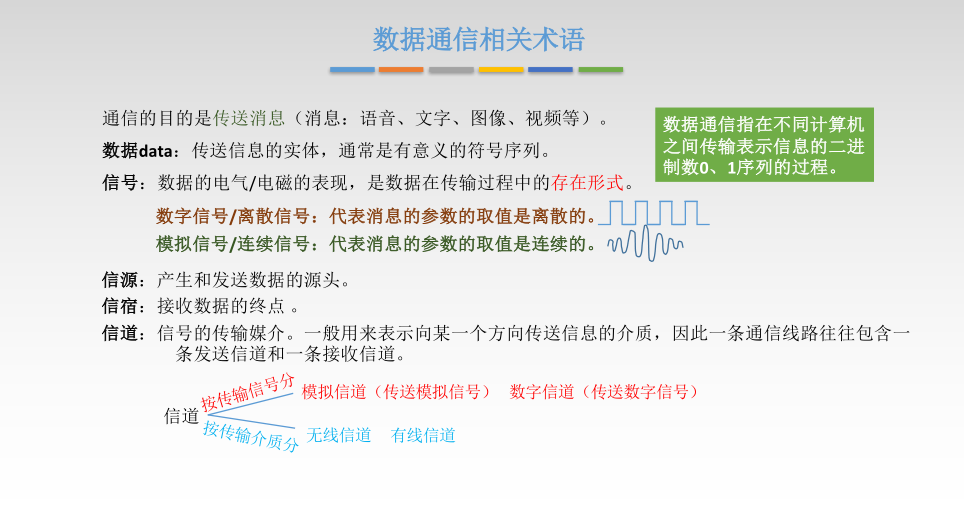 数据通信相关术语
通信的目的是传送消息（消息：语音、文字、图像、视频等）。
数据data：传送信息的实体，通常是有意义的符号序列。
信号：数据的电气/电磁的表现，是数据在传输过程中的存在形式。
数据通信指在不同计算机
之间传输表示信息的二进
制数0、1序列的过程。
数字信号/离散信号：代表消息的参数的取值是离散的。
模拟信号/连续信号：代表消息的参数的取值是连续的。
信源：产生和发送数据的源头。
信宿：接收数据的终点 。
信道：信号的传输媒介。一般用来表示向某一个方向传送信息的介质，因此一条通信线路往往包含一
条发送信道和一条接收信道。
信道
按传输信号分
模拟信道（传送模拟信号） 数字信道（传送数字信号）
按传输介质分
无线信道 有线信道